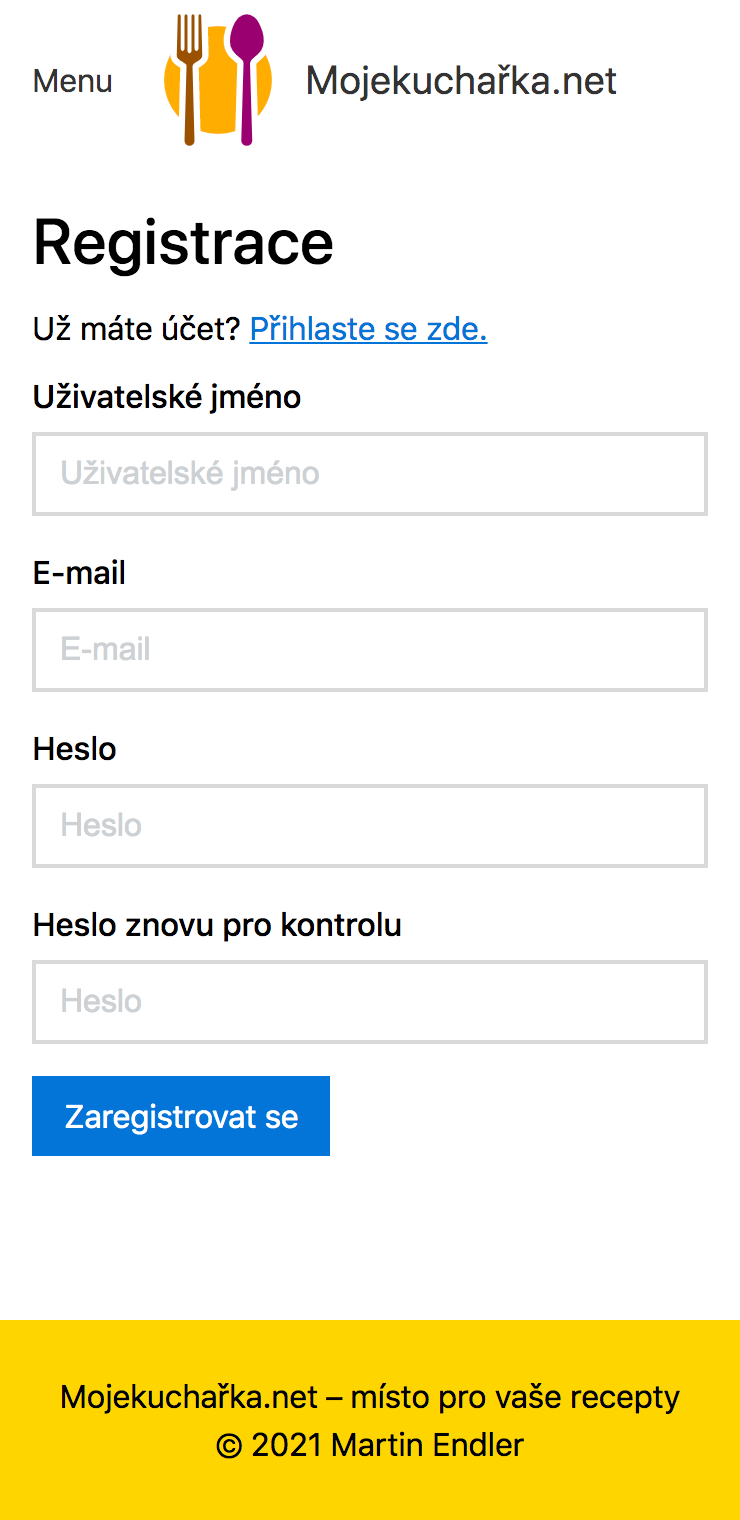 Menu
Mojekuchařka.net
Registrace
Už máte účet? Přihlaste se zde.
Uživatelské jméno
Uživatelské jméno
E-mail
E-mail
Heslo
Heslo
Heslo znovu pro kontrolu
Heslo
Zaregistrovat se
Mojekuchařka.net – místo pro vaše recepty
© 2021 Martin Endler